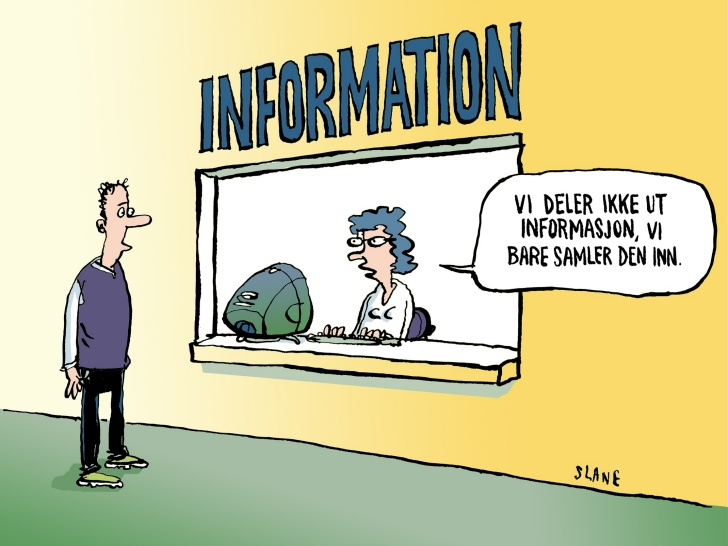 INFORMATION
VI DELER IKKE UT
INFORMASJON, VI
BARE SAMLER DEN INN.
SLANE